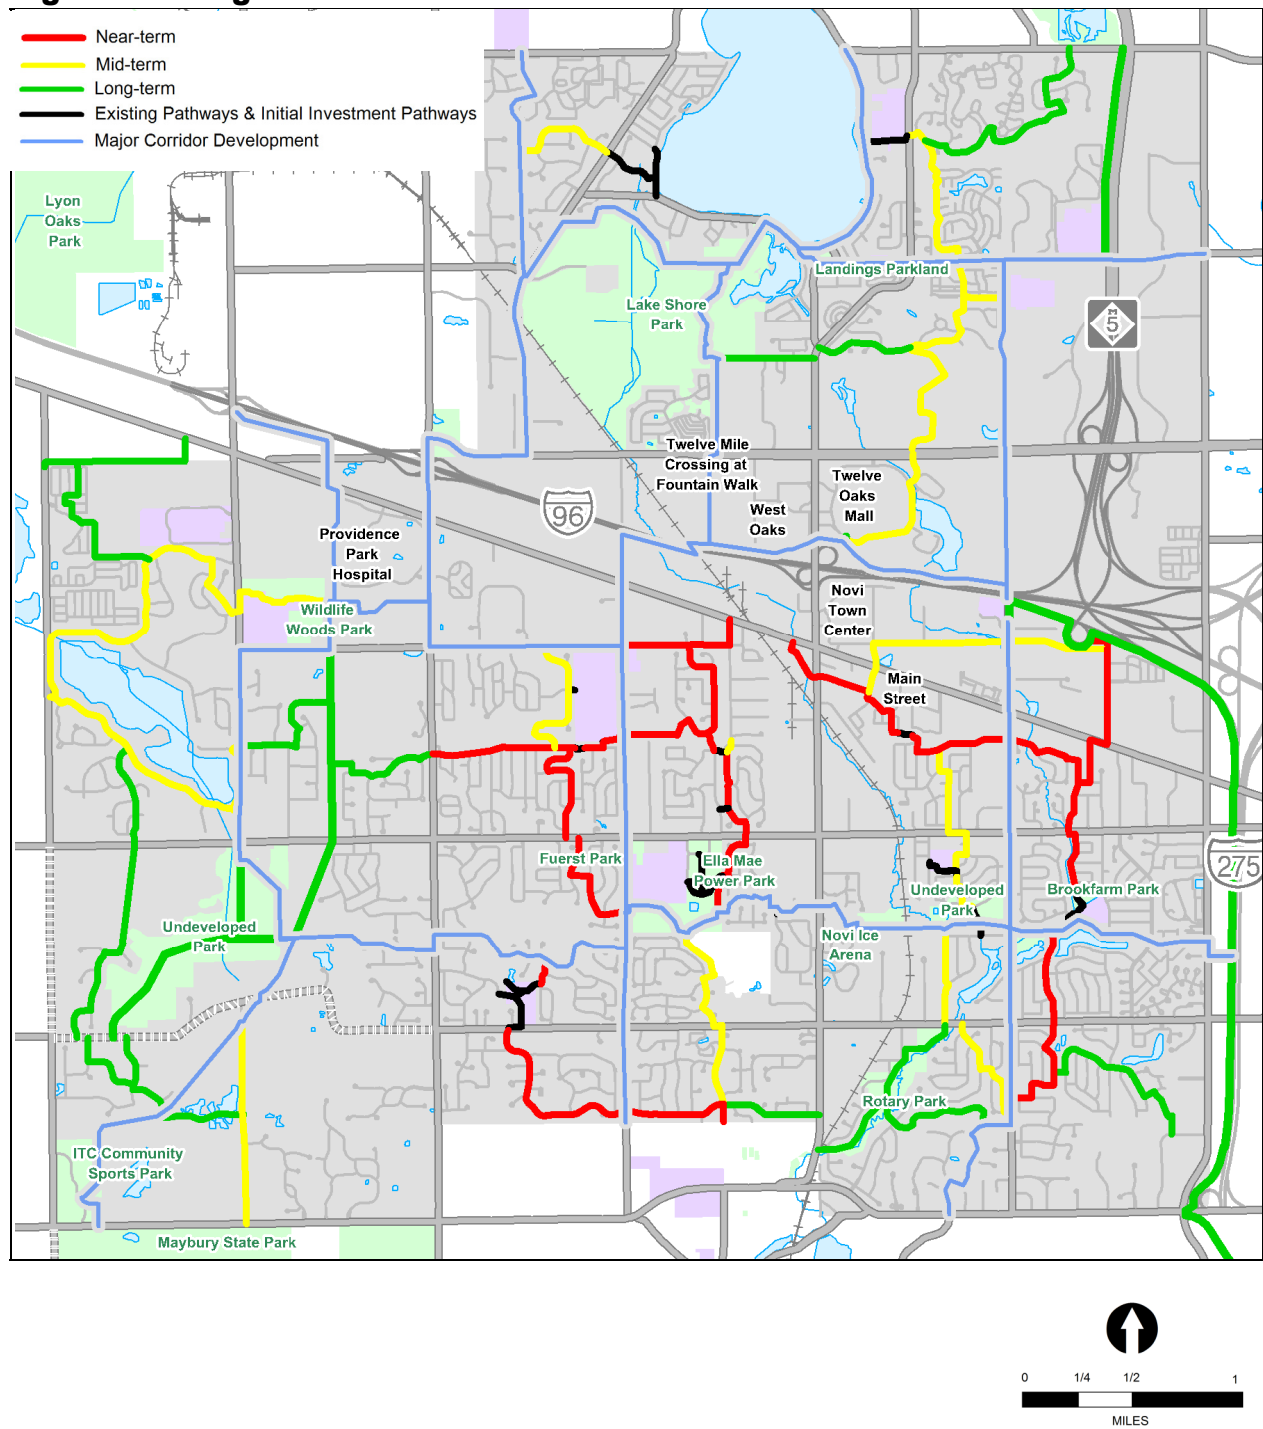 Near-term
Mid-term
Long-term
Existing Pathways & Initial Investment Pathways
Major Corridor Development
Lyon
Oaks
Park
Landings Parkland
Lake Shore
Park
M
5
Twelve Mile
Crossing at
Fountain Walk
Twelve
Oaks
Mall
West
Oaks
96
Providence
Park
Hospital
Novi
Town
Center
Wildlife
Woods Park
Main
Street
Fuerst Park
Ella Mae
Power Park
275
Undeveloped
Park
Brookfarm Park
Undeveloped
Park
Novi Ice
Arena
Rotary Park
ITC Community
Sports Park
Maybury State Park
0 1/4 1/2 1
MILES